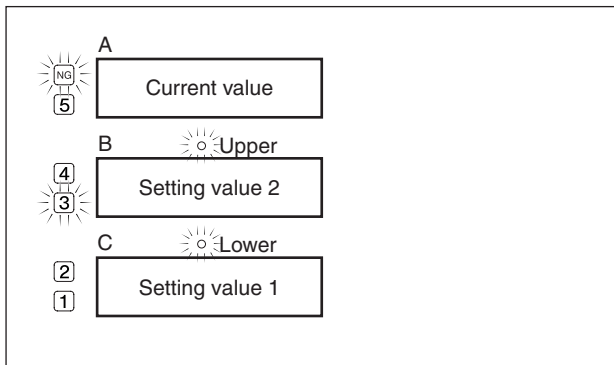 A
NG
Current value
5
B
Upper
4
Setting value 2
3
C
Lower
2
Setting value 1
1